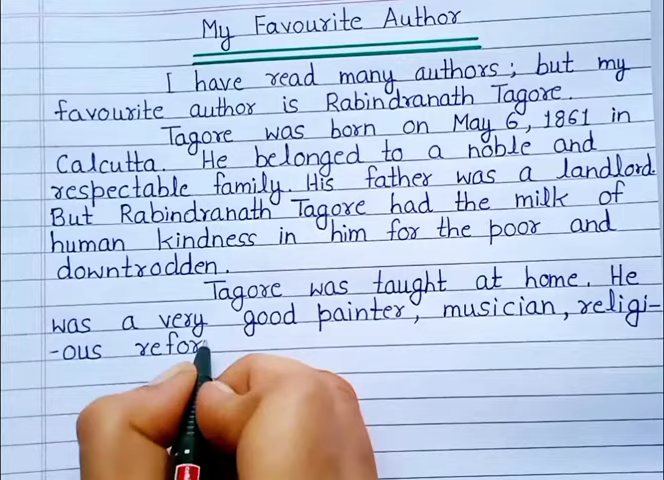 My Favourite Author
I have read many authors; but my
favourite author is Rabindranath Tagore.
Tagore was born on May 6, 1861 in
Calcutta. He belonged to a noble and
respectable family. His father was a landlord.
But Rabindranath Tagore had the milk of
human kindness in him for the poor and
downtrodden.
Tagore was taught at home. He
was a very good painter, musician, religi-
-ous refor